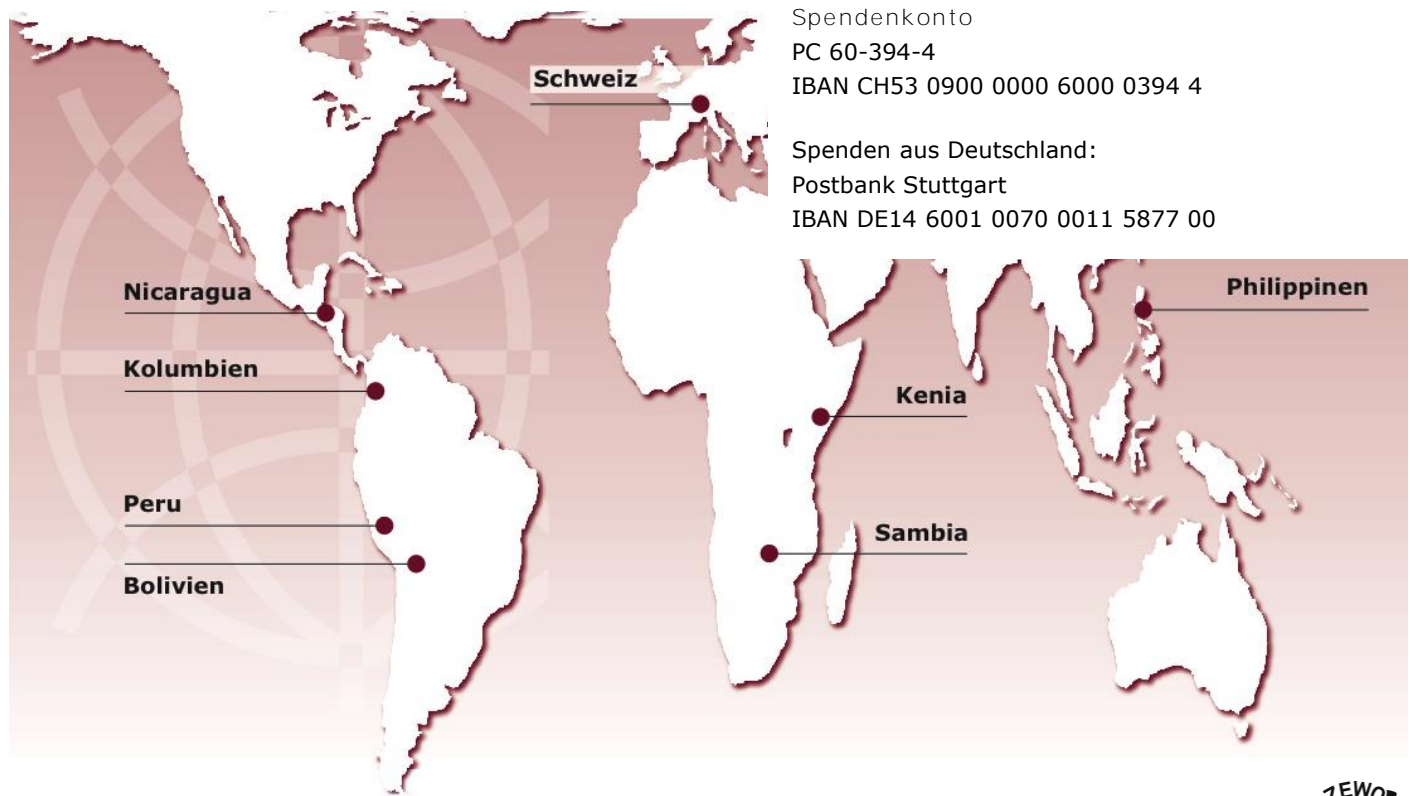 Spendenkonto
PC 60-394-4
IBAN CH53 0900 0000 6000 0394 4
Spenden aus Deutschland:
Postbank Stuttgart
IBAN DE14 6001 0070 0011 5877 00
Schweiz
Nicaragua
Philippinen
Kolumbien
Kenia
Peru
Sambia
Bolivien